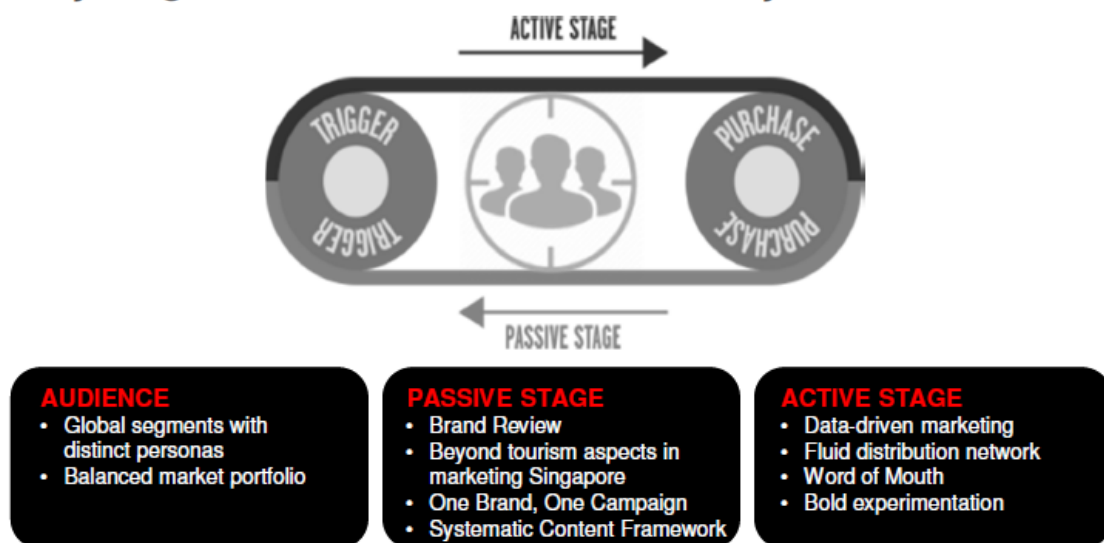 ACTIVE STAGE
TRIGGER
PURCHASE
TRIGGER
PURCHASE
PASSIVE STAGE
AUDIENCE
• Global segments with
distinct personas
• Balanced market portfolio
PASSIVE STAGE
• Brand Review
• Beyond tourism aspects in
marketing Singapore
• One Brand, One Campaign
• Systematic Content Framework
ACTIVE STAGE
• Data-driven marketing
• Fluid distribution network
• Word of Mouth
• Bold experimentation